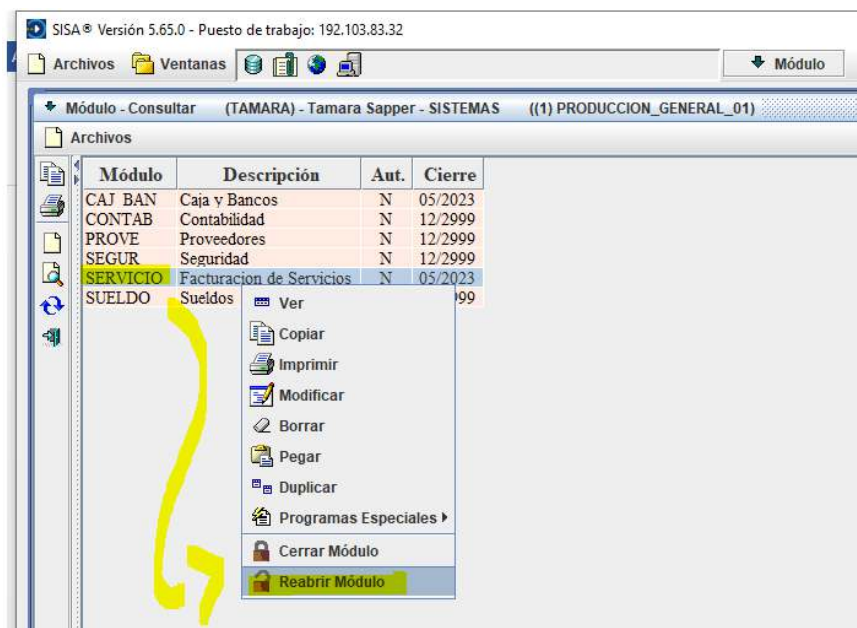 SISA® Versión 5.65.0 - Puesto de trabajo: 192.103.83.32
Archivos Ventanas Módulo
Módulo - Consultar (TAMARA) - Tamara Sapper - SISTEMAS ((1) PRODUCCION_GENERAL_01)
Archivos
Módulo Descripción Aut. Cierre
CAJ BAN Caja y Bancos N 05/2023
CONTAB Contabilidad N 12/2999
PROVE Proveedores N 12/2999
SEGUR Seguridad N 12/2999
SERVICIO Facturacion de Servicios N 05/2023
SUELDO Sueldos 999
Ver
Copiar
Imprimir
Modificar
Borrar
Pegar
Duplicar
Programas Especiales
Cerrar Módulo
Reabrir Módulo